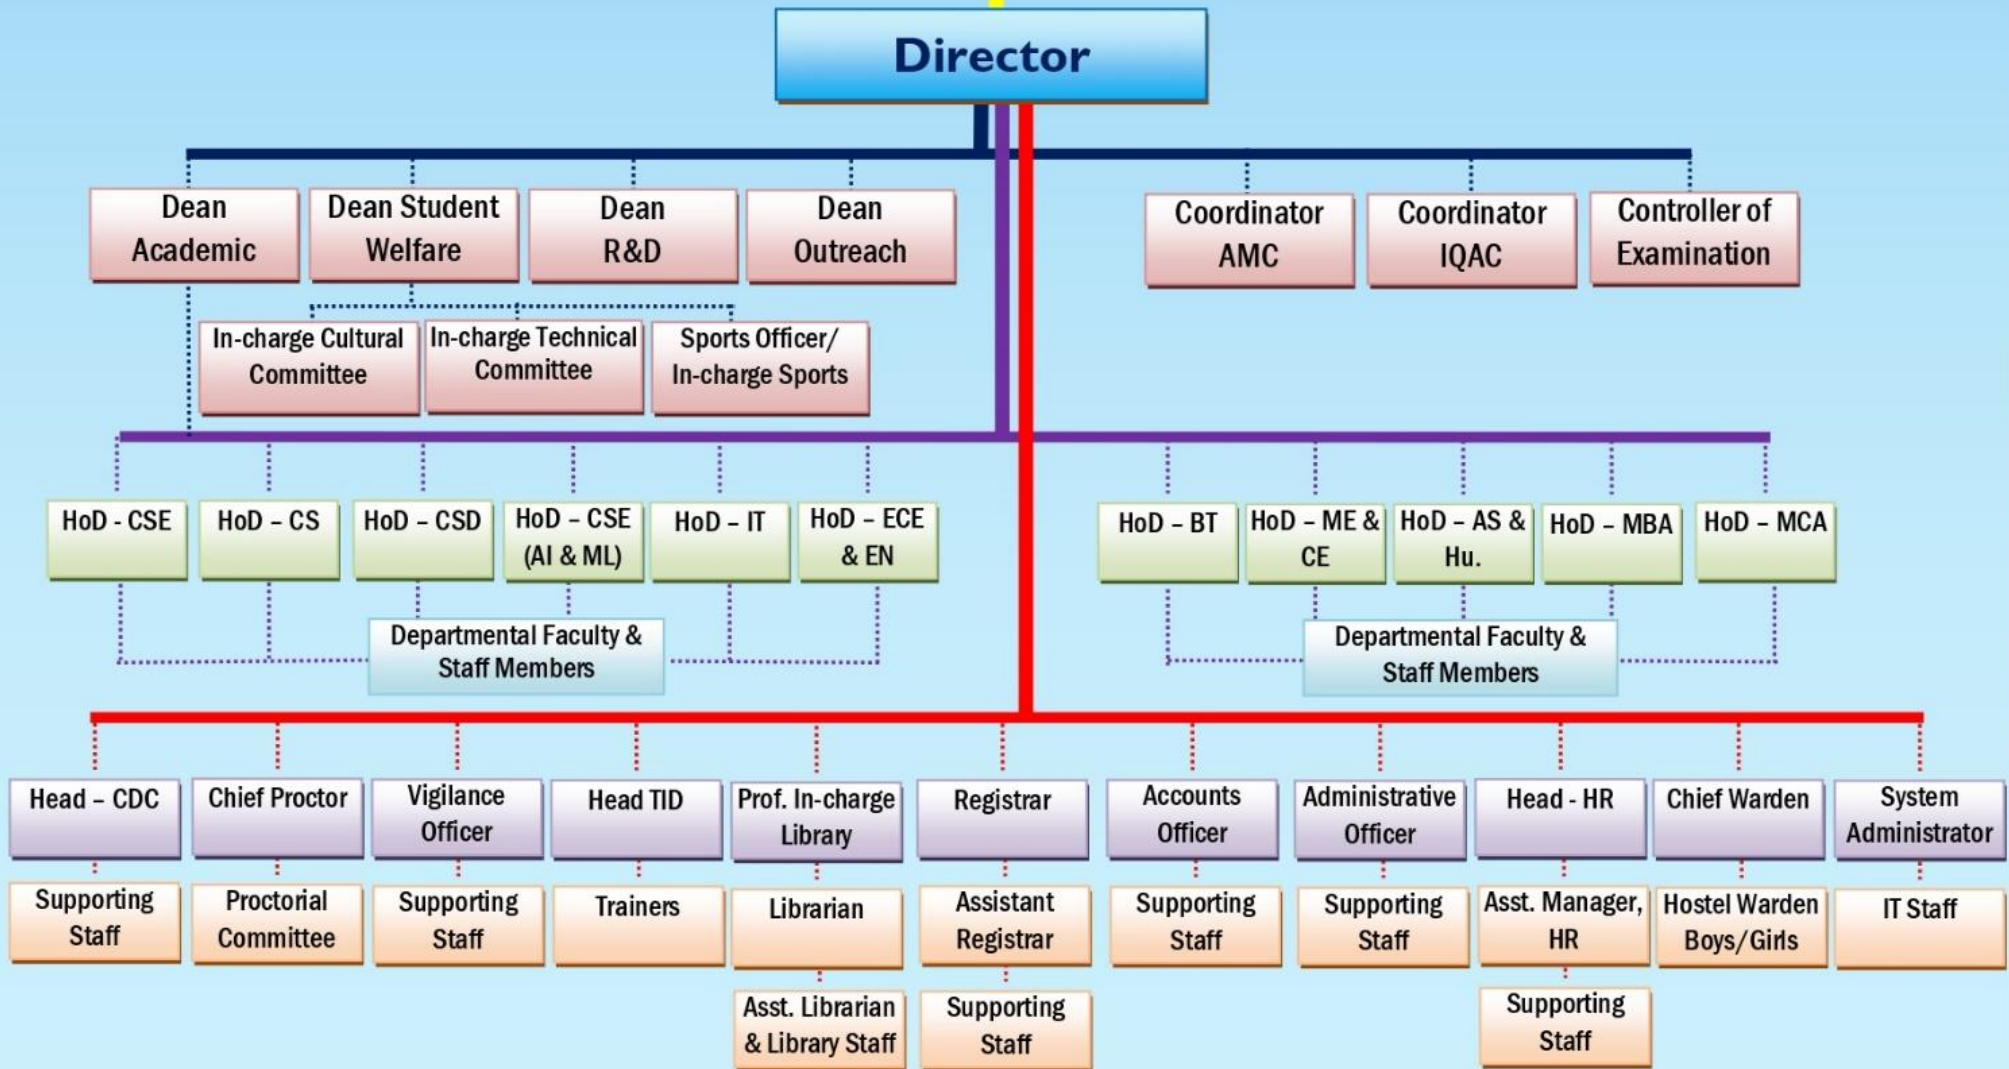 Director
Dean
Academic
Dean Student
Welfare
Dean
R&D
Dean
Outreach
Coordinator
AMC
Coordinator
IQAC
Controller of
Examination
In-charge Cultural
Committee
In-charge Technical
Committee
Sports Officer/
In-charge Sports
HoD - CSE
HoD – CS
HoD – CSD
HoD – CSE
(AI & ML)
HoD – IT
HoD – ECE
& EN
HoD – BT
HoD – ME &
CE
HoD – AS &
Hu.
HoD – MBA
HoD – MCA
Departmental Faculty &
Staff Members
Departmental Faculty &
Staff Members
Head – CDC
Chief Proctor
Vigilance
Officer
Head TID
Prof. In-charge
Library
Registrar
Accounts
Officer
Administrative
Officer
Head - HR
Chief Warden
System
Administrator
Supporting
Staff
Proctorial
Committee
Supporting
Staff
Trainers
Librarian
Assistant
Registrar
Supporting
Staff
Supporting
Staff
Asst. Manager,
HR
Hostel Warden
Boys/Girls
IT Staff
Asst. Librarian
& Library Staff
Supporting
Staff
Supporting
Staff